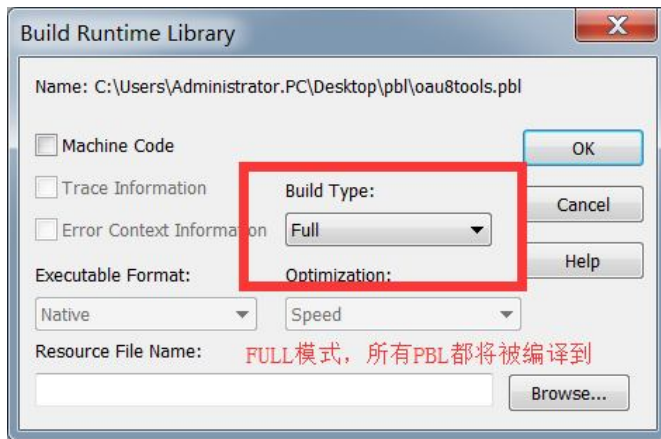 Build Runtime Library
Name: C:\Users\Administrator.PC\Desktop\pbl\oau8tools.pbl
Machine Code
OK
Trace Information
Build Type:
Cancel
Error Context Information
Full
Help
Executable Format:
Optimization:
Native
Speed
Resource File Name:
FULL模式，所有PBL都将被编译到
Browse...